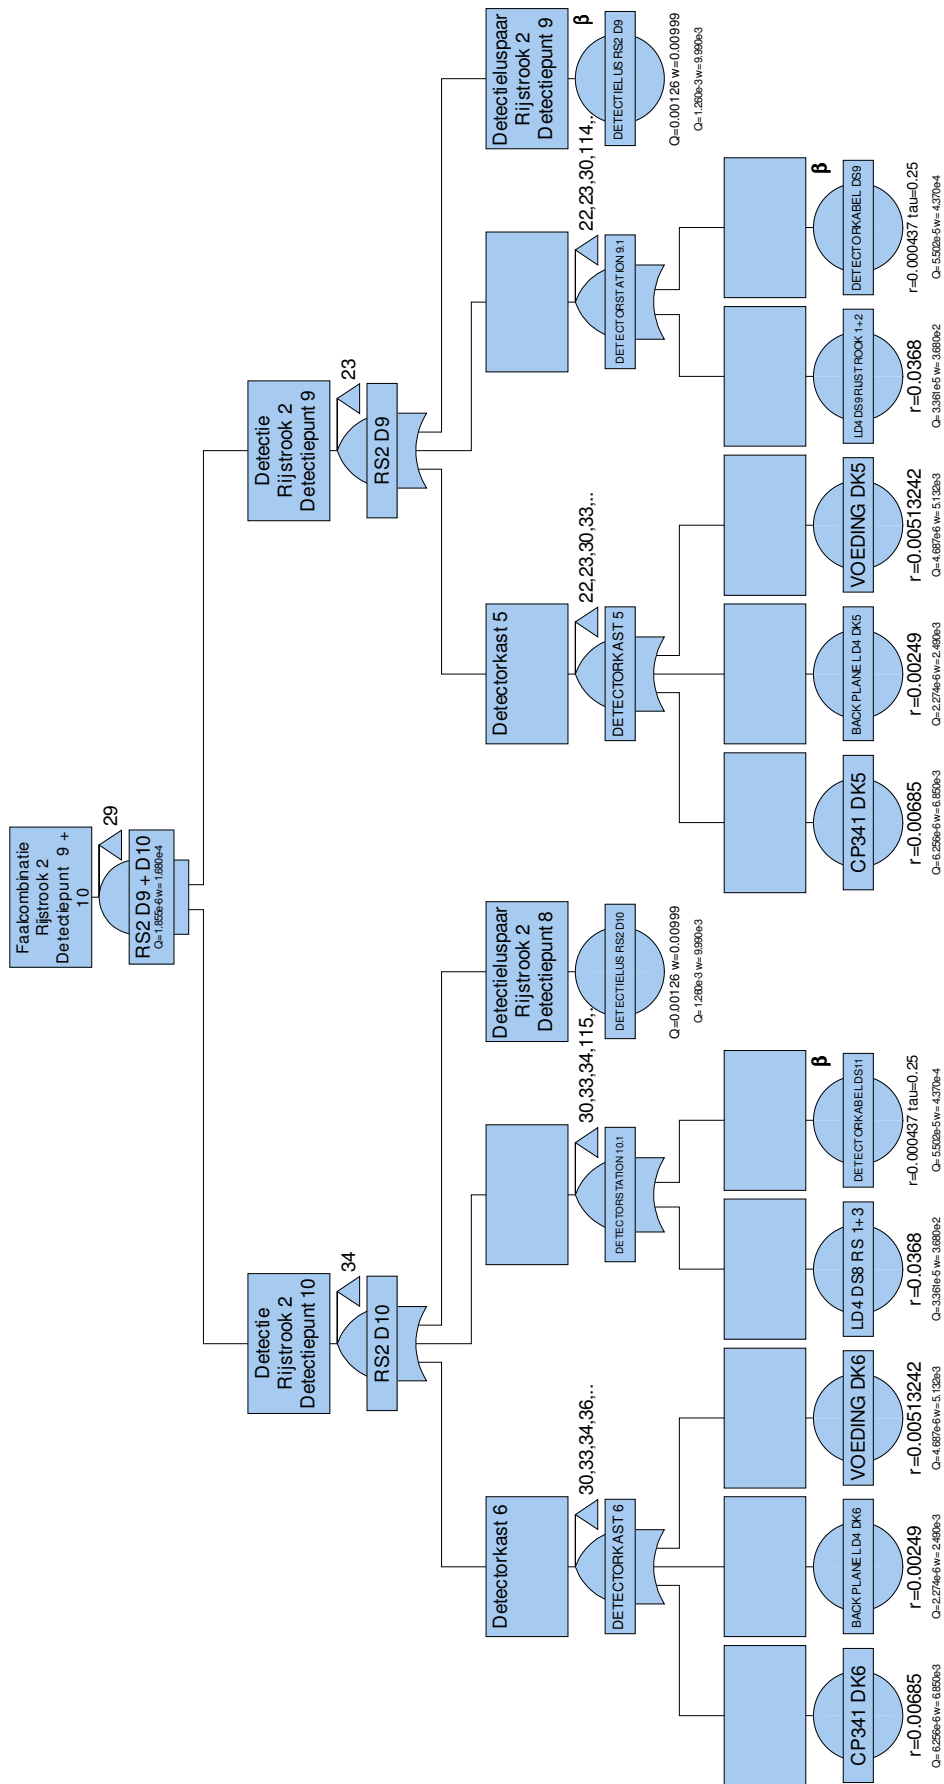 Faalcombinatie
Rijstrook 2
Detectiepunt 9 +
10
29
RS2 D9 + D10
Q=1.855e-6 w=1.680e-4
Detectie
Rijstrook 2
Detectiepunt 10
34
RS2 D10
Detectie
Rijstrook 2
Detectiepunt 9
23
RS2 D9
Detectorkast 6
30,33,34,36,..
DETECTORKAST 6
30,33,34,115,..
DETECTORSTATION 10.1
Detectieluspaar
Rijstrook 2
Detectiepunt 8
DETECTIELUS RS2 D10
Q=0.00126 w=0.00999
Q=1.260e-3 w=9.990e-3
Detectorkast 5
22,23,30,33,..
DETECTORKAST 5
22,23,30,114,..
DETECTORSTATION 9.1
Detectieluspaar
Rijstrook 2
Detectiepunt 9
β
DETECTIELUS RS2 D9
Q=0.00126 w=0.00999
Q=1.260e-3 w=9.990e-3
CP341 DK6
r=0.00685
Q=6.256e-6 w=6.850e-3
BACKPLANE LD4 DK6
r=0.00249
Q=2.274e-6 w=2.490e-3
VOEDING DK6
r=0.00513242
Q=4.687e-6 w=5.132e-3
LD4 DS8 RS 1+3
r=0.0368
Q=3.361e-5 w=3.680e-2
β
DETECTORKABEL DS11
r=0.000437 tau=0.25
Q=5.502e-5 w=4.370e-4
CP341 DK5
r=0.00685
Q=6.256e-6 w=6.850e-3
BACKPLANE LD4 DK5
r=0.00249
Q=2.274e-6 w=2.490e-3
VOEDING DK5
r=0.00513242
Q=4.687e-6 w=5.132e-3
LD4 DS9 RUSTROOK 1+2
r=0.0368
Q=3.361e-5 w=3.680e-2
β
DETECTORKABEL DS9
r=0.000437 tau=0.25
Q=5.502e-5 w=4.370e-4